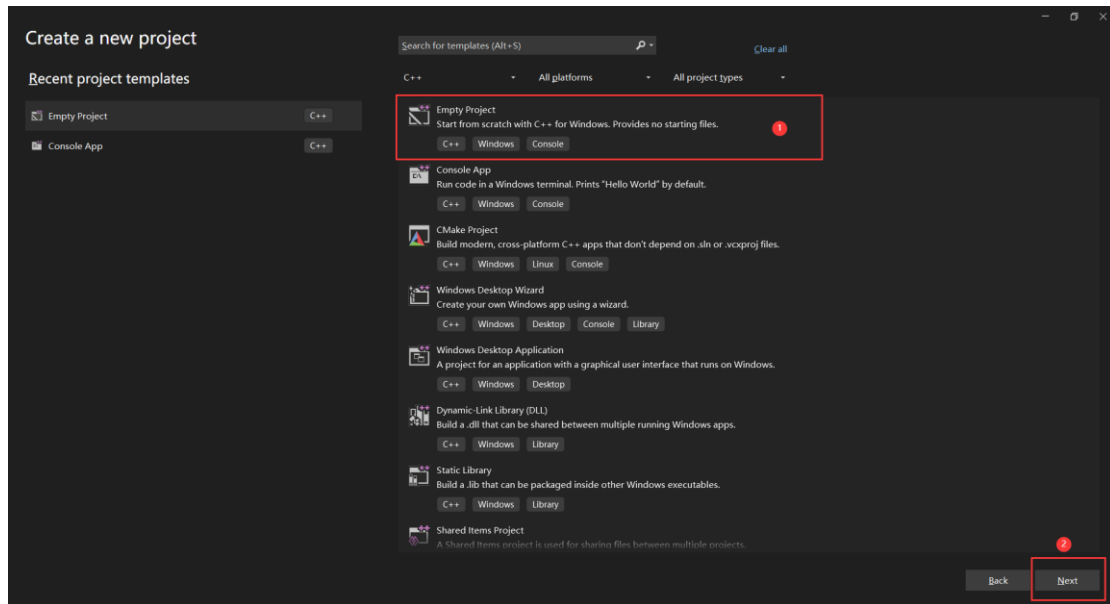 Create a new project
Recent project templates
Empty Project C++
Console App C++
Search for templates (Alt+S)
Clear all
C++ All platforms All project types
Empty Project
Start from scratch with C++ for Windows. Provides no starting files.
1
C++ Windows Console
Console App
Run code in a Windows terminal. Prints "Hello World" by default.
C++ Windows Console
CMake Project
Build modern, cross-platform C++ apps that don't depend on .sln or .vcxproj files.
C++ Windows Linux Console
Windows Desktop Wizard
Create your own Windows app using a wizard.
C++ Windows Desktop Console Library
Windows Desktop Application
A project for an application with a graphical user interface that runs on Windows.
C++ Windows Desktop
Dynamic-Link Library (DLL)
Build a .dll that can be shared between multiple running Windows apps.
C++ Windows Library
Static Library
Build a .lib that can be packaged inside other Windows executables.
C++ Windows Library
Shared Items Project
A Shared Items project is used for sharing files between multiple projects.
2
Back Next